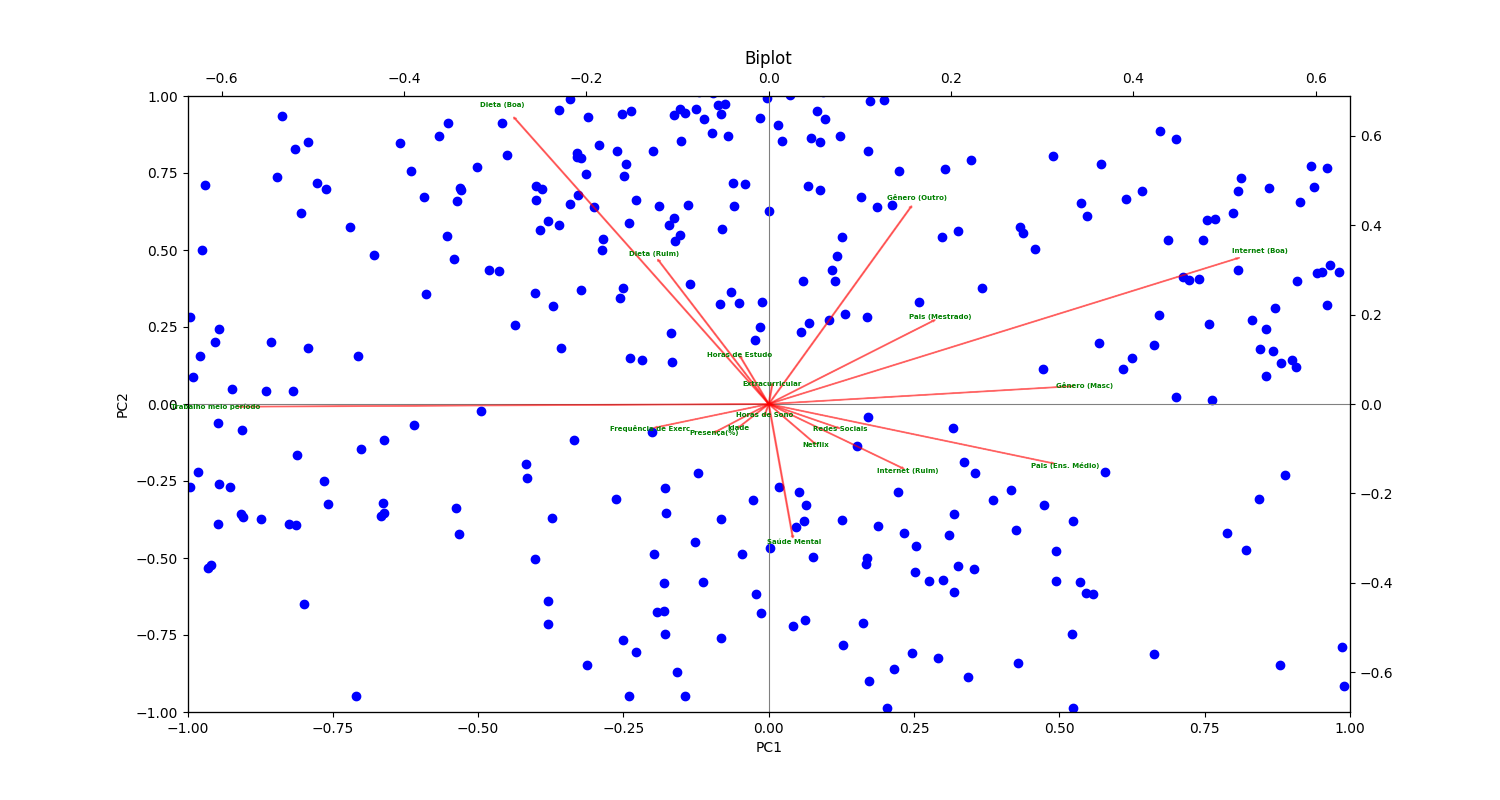 Biplot
−0.6 −0.4 −0.2 0.0 0.2 0.4 0.6
1.00
0.75
0.50
0.25
0.00
−0.25
−0.50
−0.75
−1.00
PC2
0.6
0.4
0.2
0.0
−0.2
−0.4
−0.6
Dieta (Boa)
Gênero (Outro)
Dieta (Ruim)
Internet (Boa)
Pais (Mestrado)
Horas de Estudo
Extracurricular
Gênero (Masc)
Trabalho meio período
Horas de Sono
Frequência de Exerc.
Presença(%)
Idade
Redes Sociais
Netflix
Internet (Ruim)
Pais (Ens. Médio)
Saúde Mental
−1.00 −0.75 −0.50 −0.25 0.00 0.25 0.50 0.75 1.00
PC1